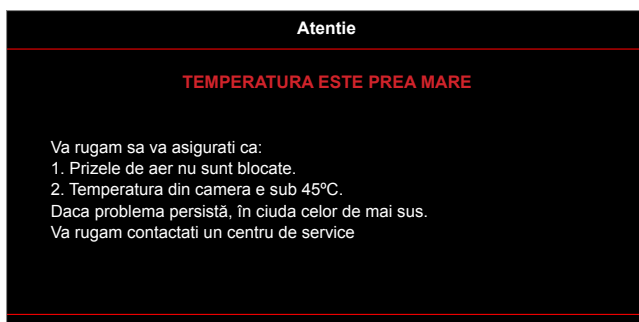 Atentie
TEMPERATURA ESTE PREA MARE
Va rugam sa va asigurati ca:
1. Prizele de aer nu sunt blocate.
2. Temperatura din camera e sub 45ºC.
Daca problema persistă, în ciuda celor de mai sus.
Va rugam contactati un centru de service